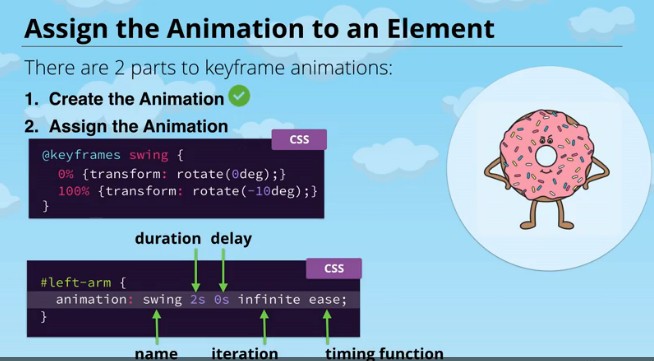 Assign the Animation to an Element
There are 2 parts to keyframe animations:
1. Create the Animation
2. Assign the Animation
CSS
@keyframes swing {
0% {transform: rotate(0deg);}
100% {transform: rotate(-10deg);}
}
duration delay
CSS
#left-arm {
animation: swing 2s 0s infinite ease;
}
name iteration timing function